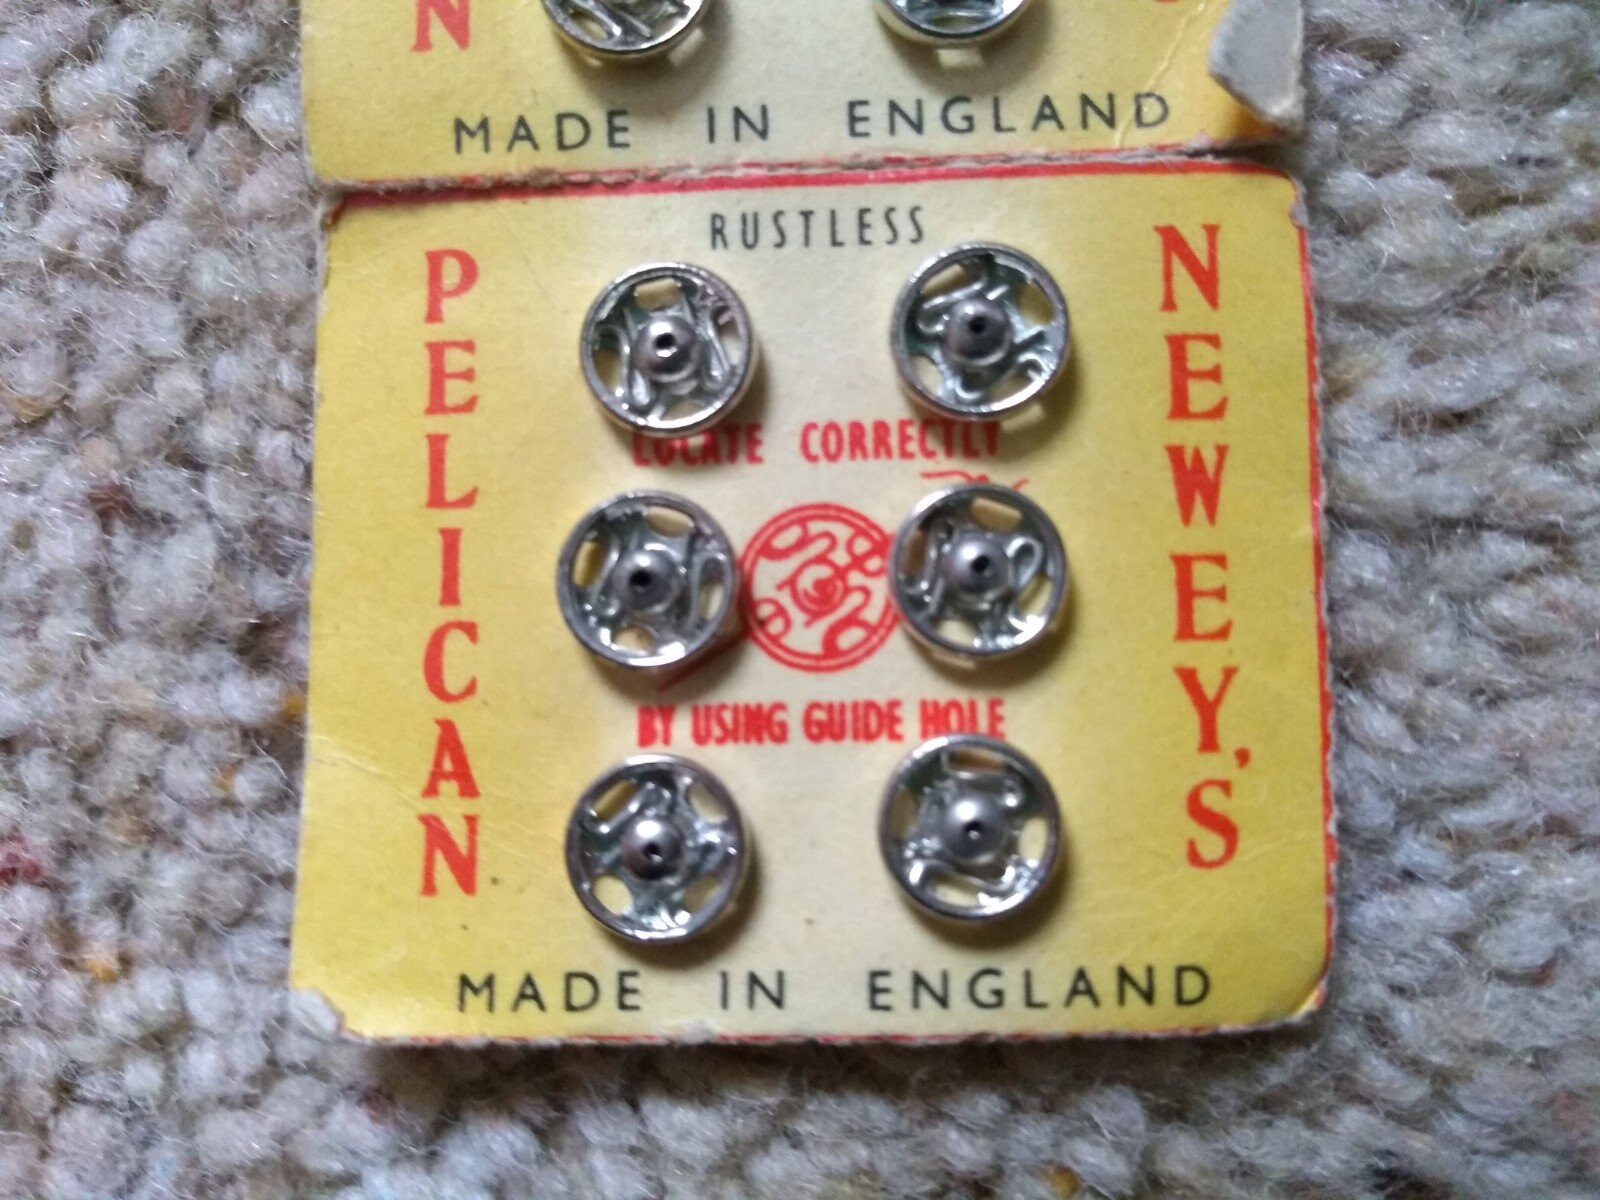 N
MADE IN ENGLAND
RUSTLESS
PELICAN
NEWEY'S
LOCATE CORRECTLY
BY USING GUIDE HOLE
MADE IN ENGLAND